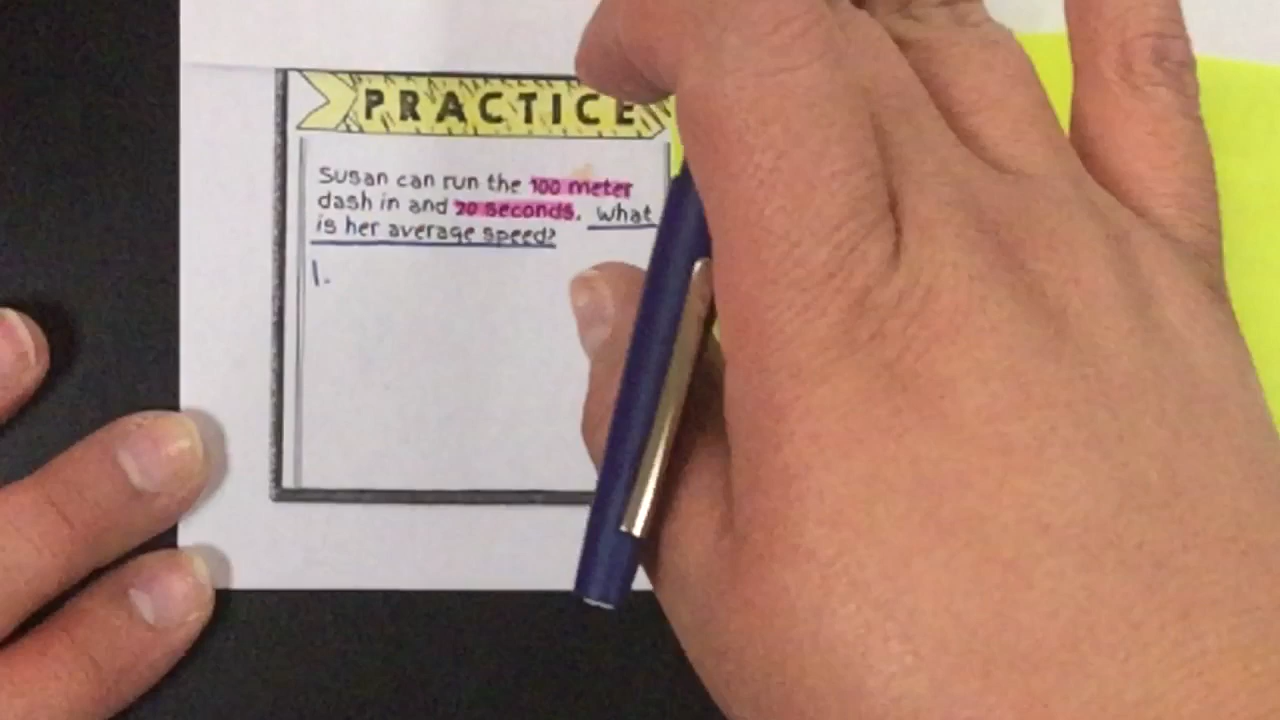 PRACTICE
Susan can run the 100 meter
dash in and 20 seconds. What
is her average speed?
1.